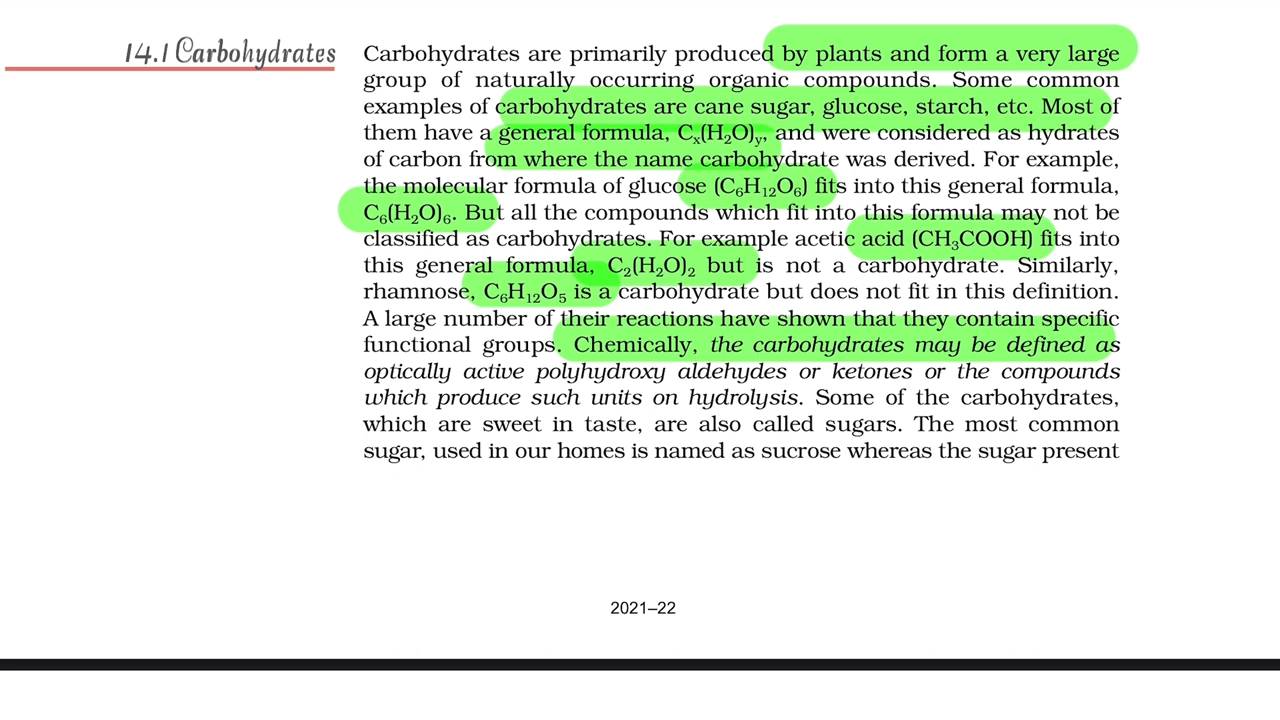 14.1 Carbohydrates
Carbohydrates are primarily produced by plants and form a very large
group of naturally occurring organic compounds. Some common
examples of carbohydrates are cane sugar, glucose, starch, etc. Most of
them have a general formula, Cₓ(H₂O)ᵧ, and were considered as hydrates
of carbon from where the name carbohydrate was derived. For example,
the molecular formula of glucose (C₆H₁₂O₆) fits into this general formula,
C₆(H₂O)₆. But all the compounds which fit into this formula may not be
classified as carbohydrates. For example acetic acid (CH₃COOH) fits into
this general formula, C₂(H₂O)₂ but is not a carbohydrate. Similarly,
rhamnose, C₆H₁₂O₅ is a carbohydrate but does not fit in this definition.
A large number of their reactions have shown that they contain specific
functional groups. Chemically, the carbohydrates may be defined as
optically active polyhydroxy aldehydes or ketones or the compounds
which produce such units on hydrolysis. Some of the carbohydrates,
which are sweet in taste, are also called sugars. The most common
sugar, used in our homes is named as sucrose whereas the sugar present
2021–22